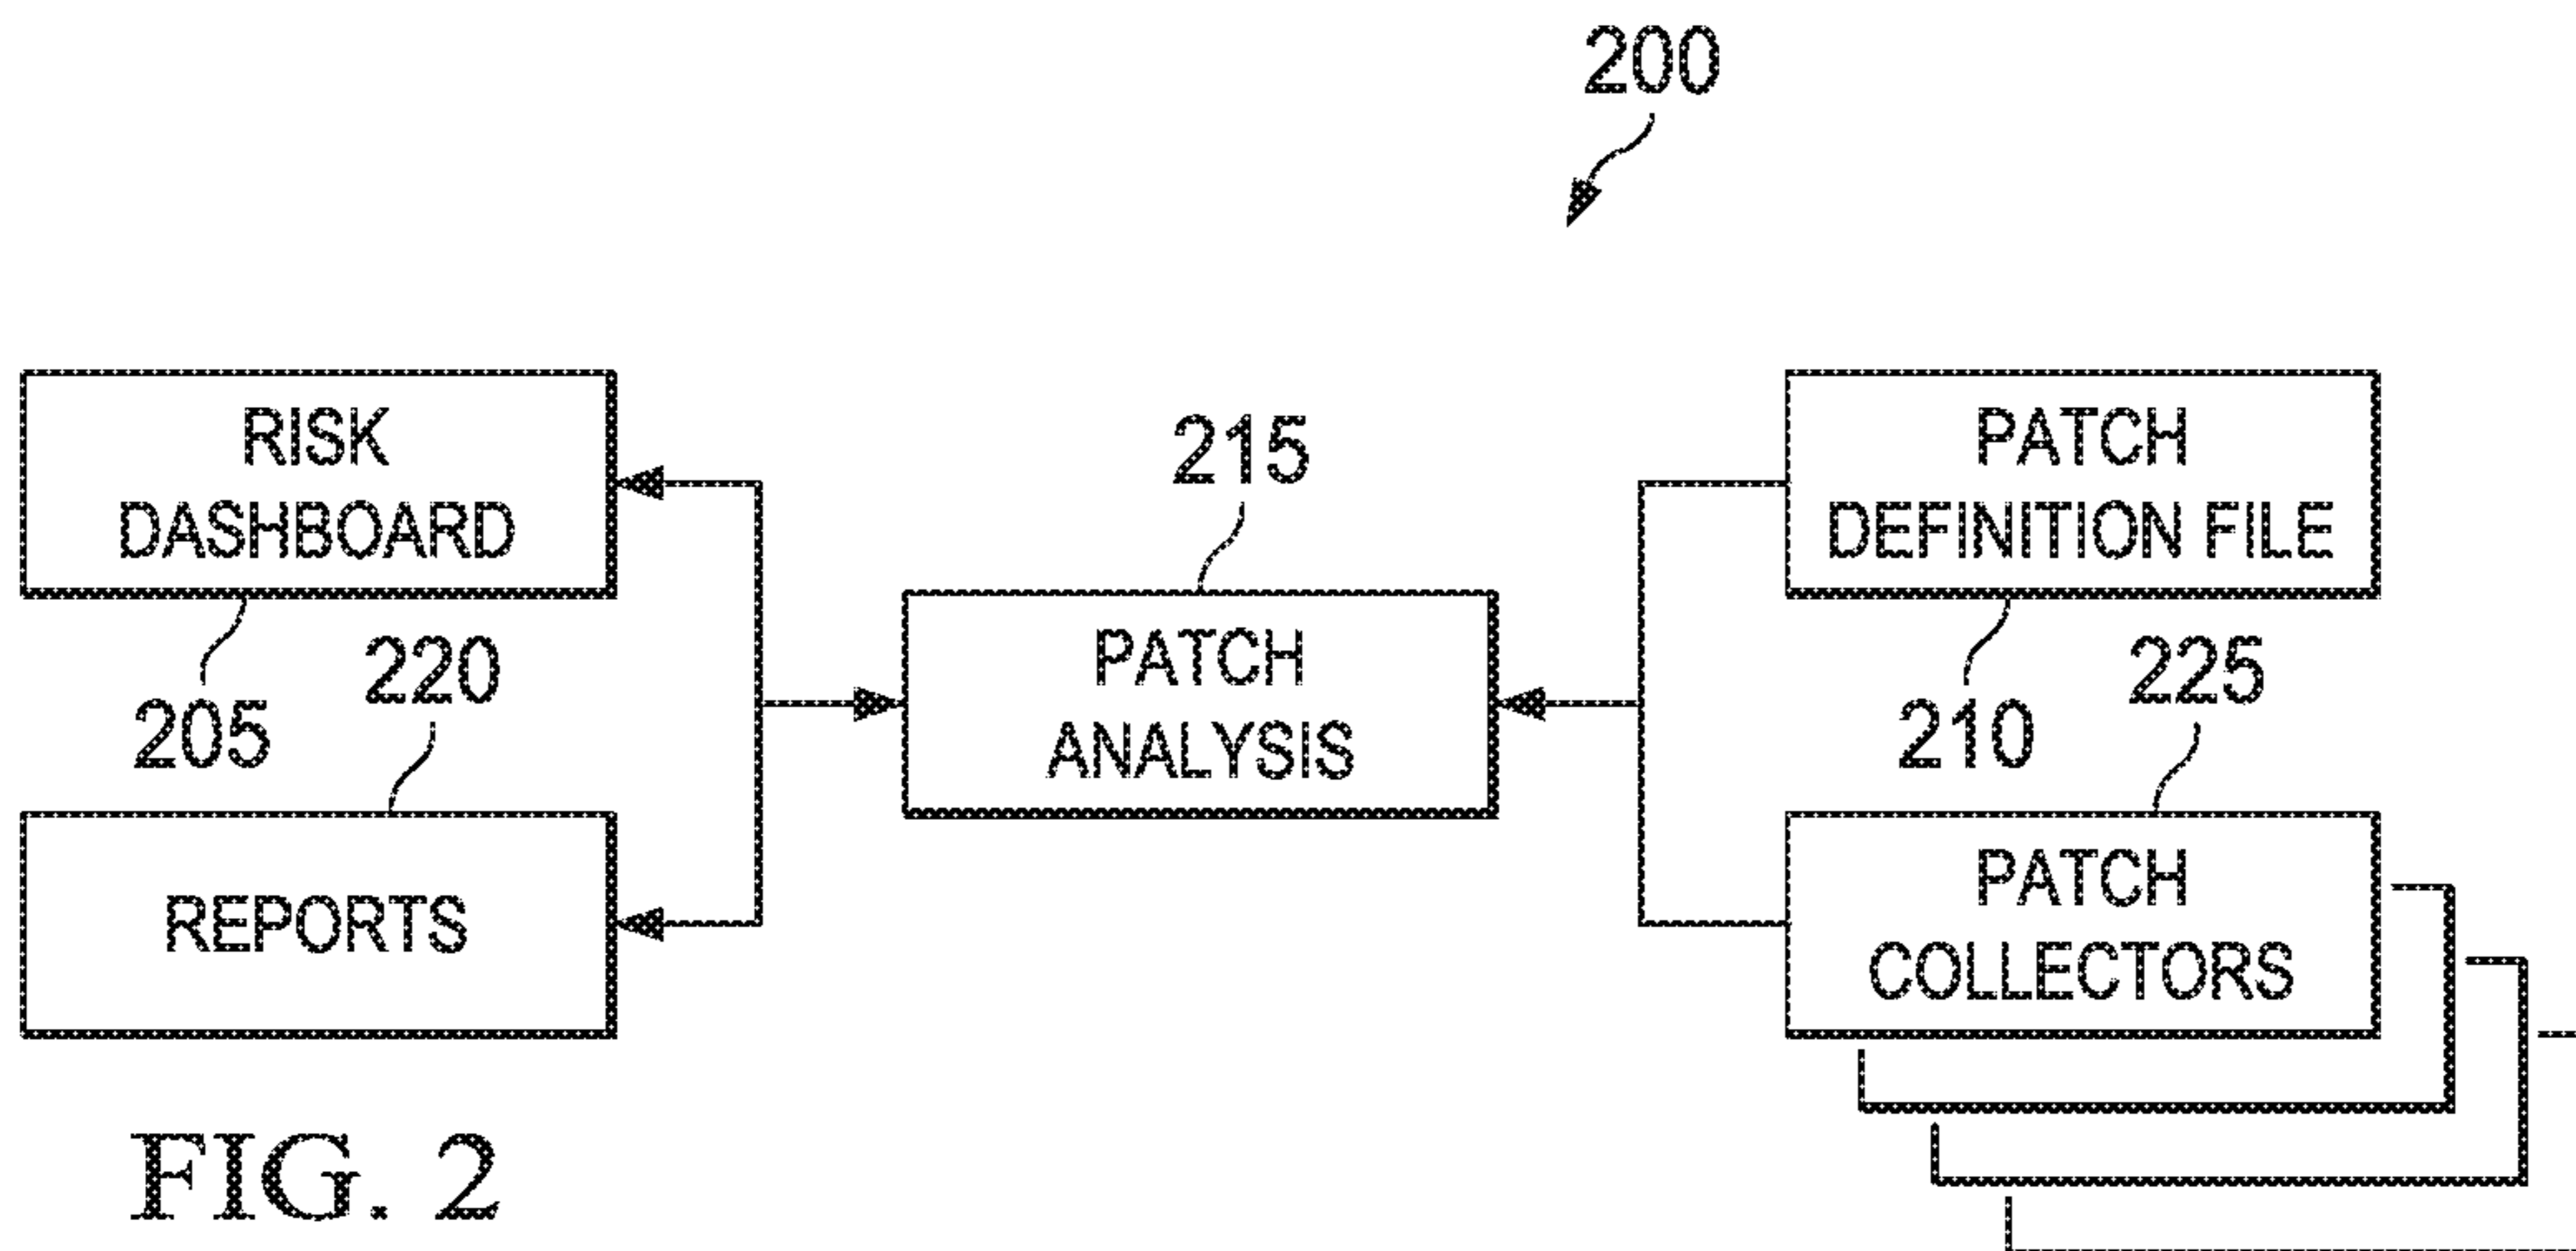 200
RISK
DASHBOARD
205
220
REPORTS
215
PATCH
ANALYSIS
PATCH
DEFINITION FILE
210
225
PATCH
COLLECTORS
FIG. 2